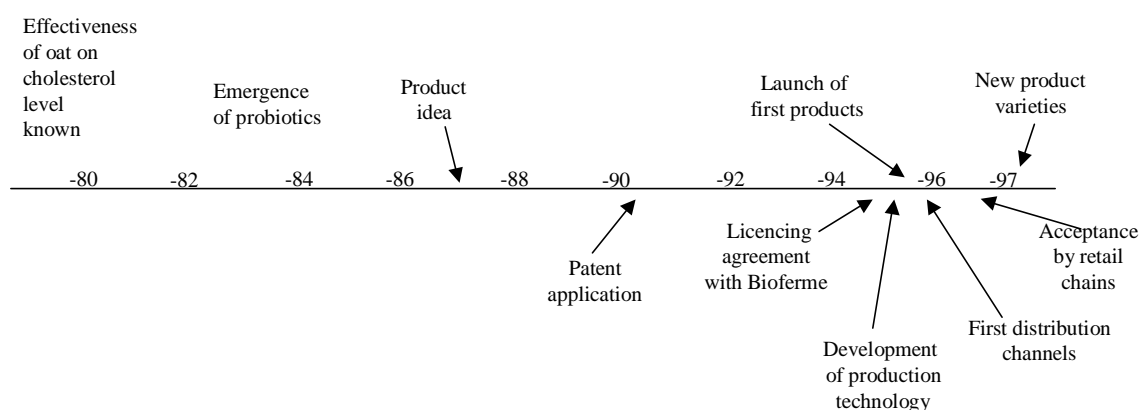 Effectiveness
of oat on
cholesterol
level
known
Emergence
of probiotics
Product
idea
Launch of
first products
New product
varieties
-80
-82
-84
-86
-88
-90
-92
-94
-96
-97
Patent
application
Licencing
agreement
with Bioferme
Development
of production
technology
First distribution
channels
Acceptance
by retail
chains